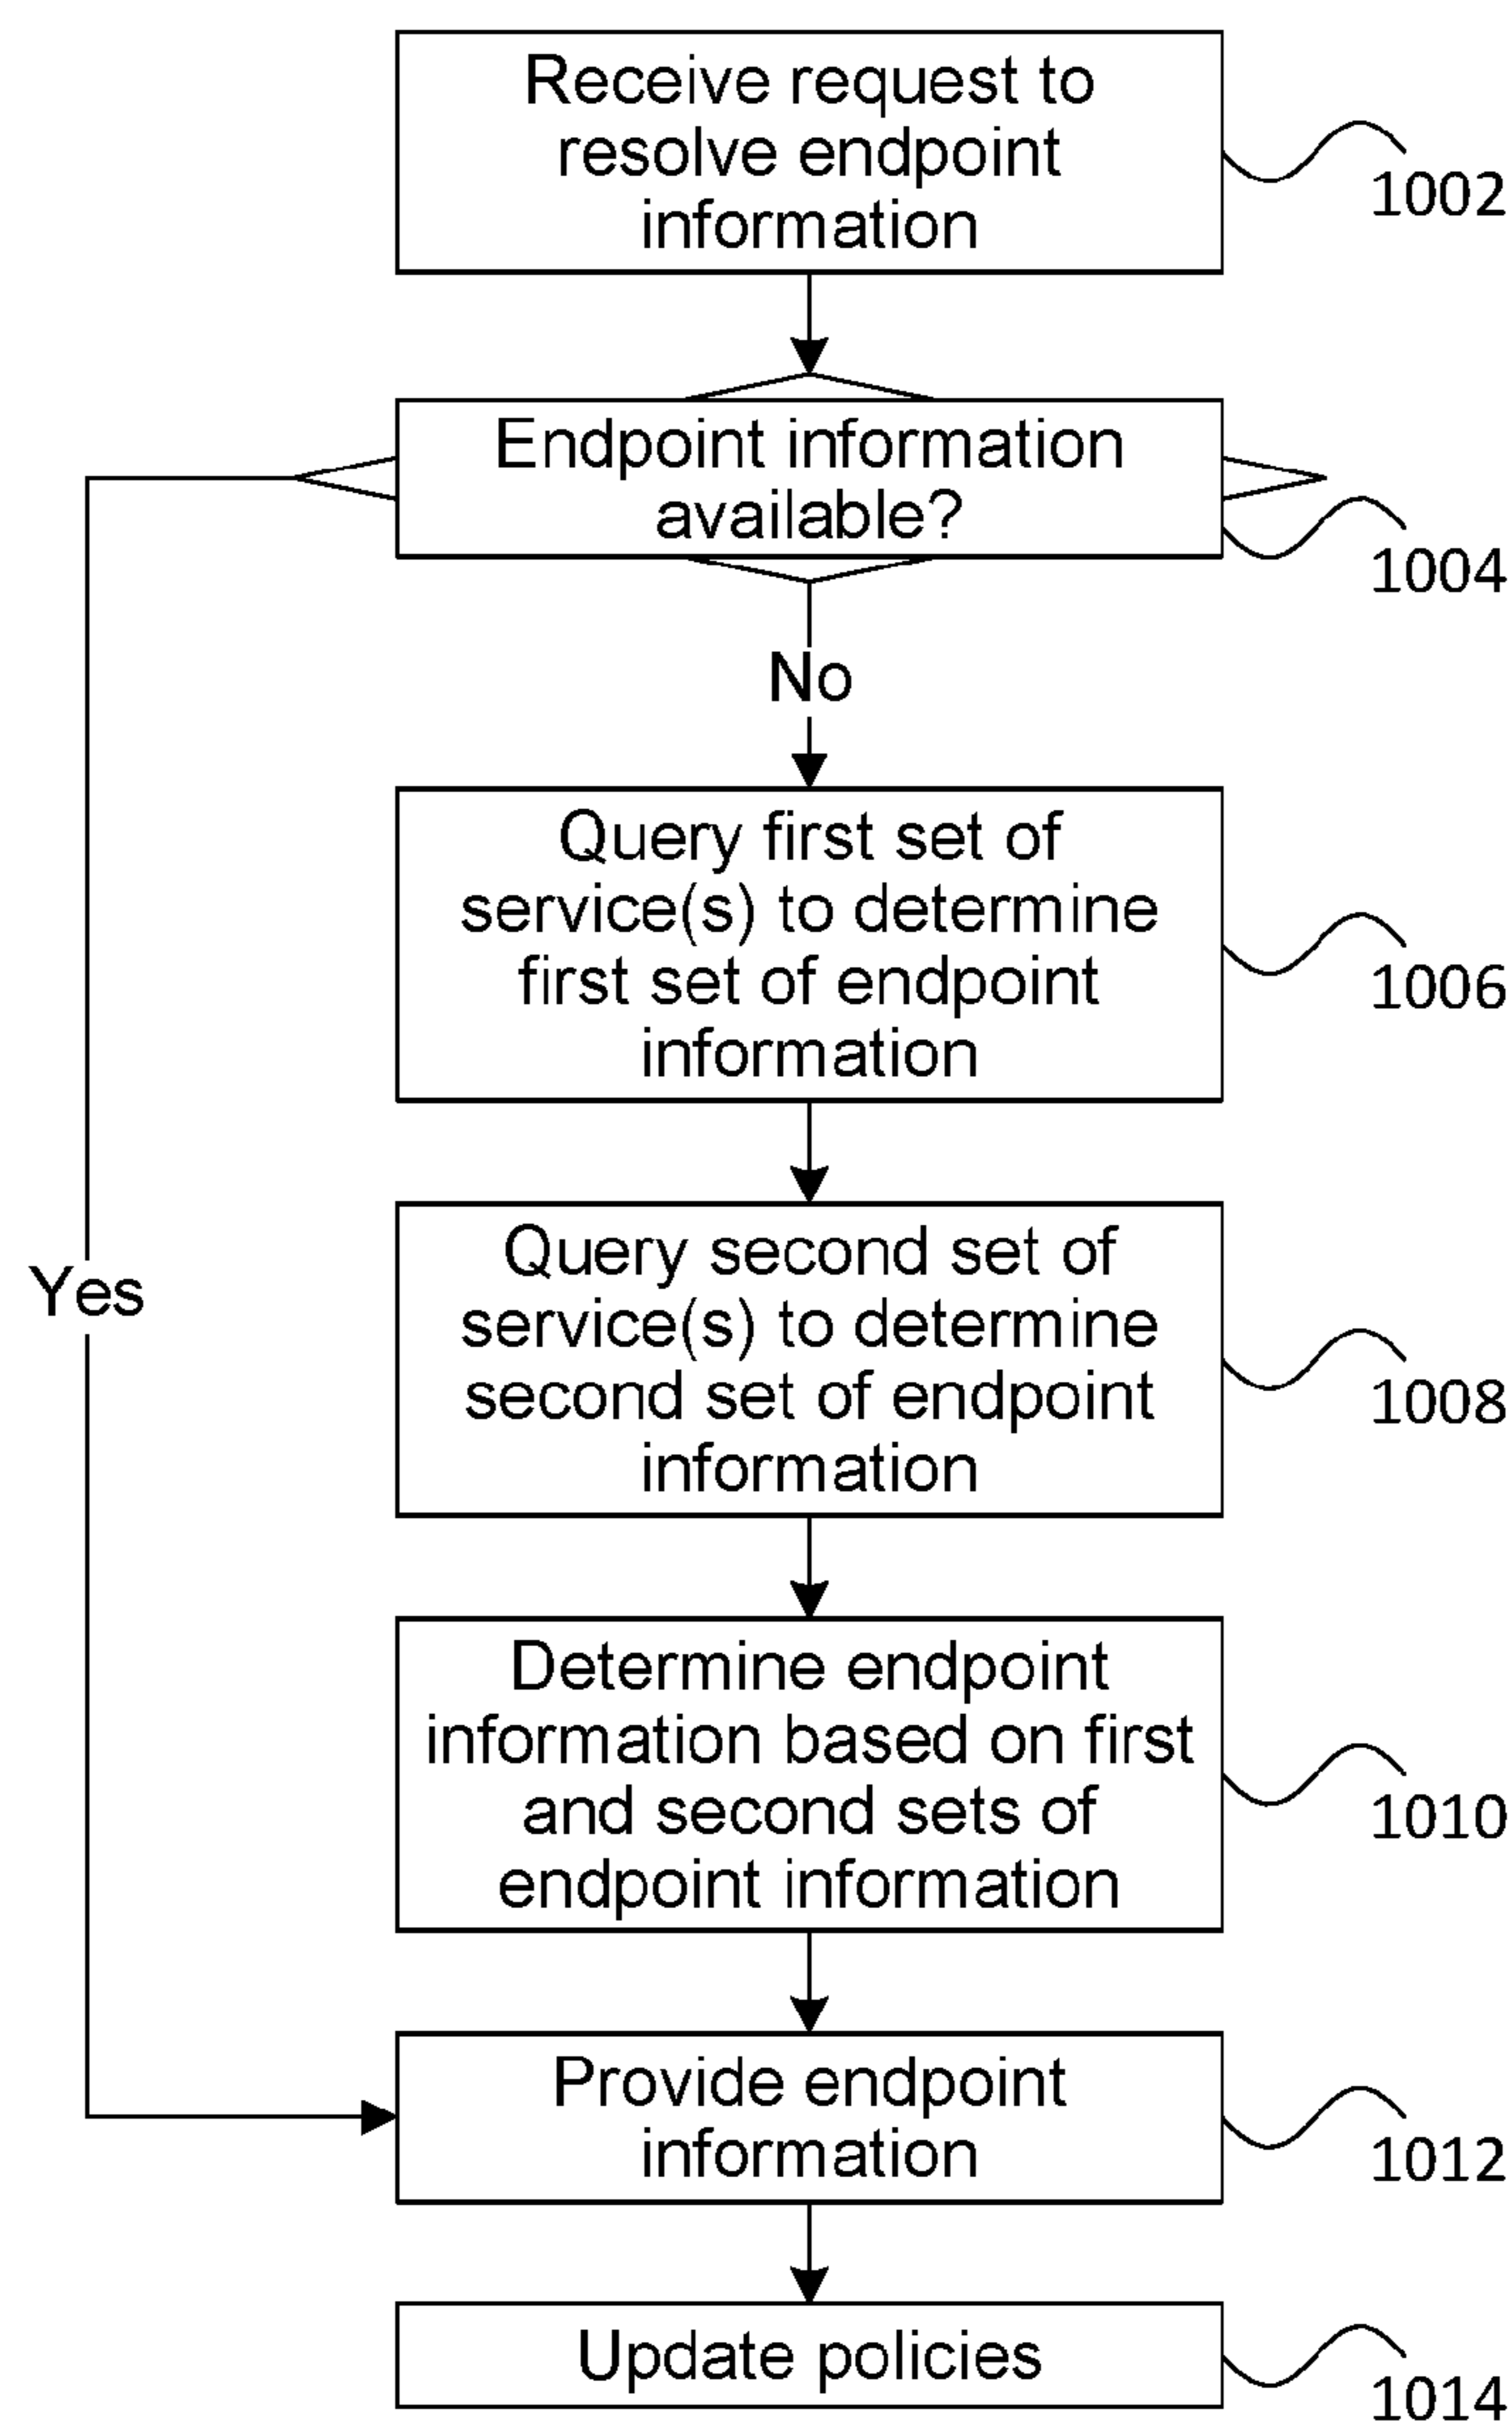 Receive request to
resolve endpoint
information
1002
Endpoint information
available?
1004
No
Query first set of
service(s) to determine
first set of endpoint
information
1006
Query second set of
service(s) to determine
second set of endpoint
information
1008
Yes
Determine endpoint
information based on first
and second sets of
endpoint information
1010
Provide endpoint
information
1012
Update policies
1014